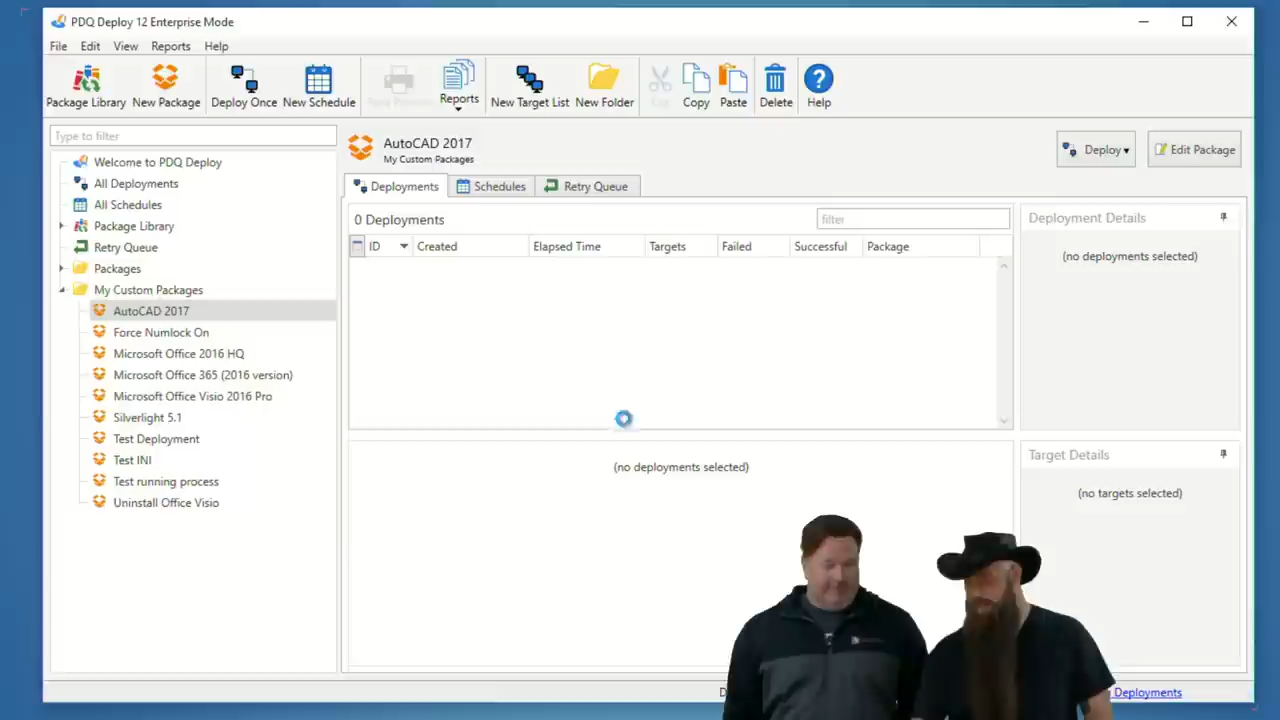 PDQ Deploy 12 Enterprise Mode
File Edit View Reports Help
Package Library New Package Deploy Once New Schedule Reports New Target List New Folder Copy Paste Delete Help
Type to filter
Welcome to PDQ Deploy
All Deployments
All Schedules
Package Library
Retry Queue
Packages
My Custom Packages
AutoCAD 2017
Force Numlock On
Microsoft Office 2016 HQ
Microsoft Office 365 (2016 version)
Microsoft Office Visio 2016 Pro
Silverlight 5.1
Test Deployment
Test INI
Test running process
Uninstall Office Visio
AutoCAD 2017
My Custom Packages
Deploy Edit Package
Deployments Schedules Retry Queue
0 Deployments filter
ID Created Elapsed Time Targets Failed Successful Package
(no deployments selected)
Deployment Details
(no deployments selected)
Target Details
(no targets selected)
Deployments